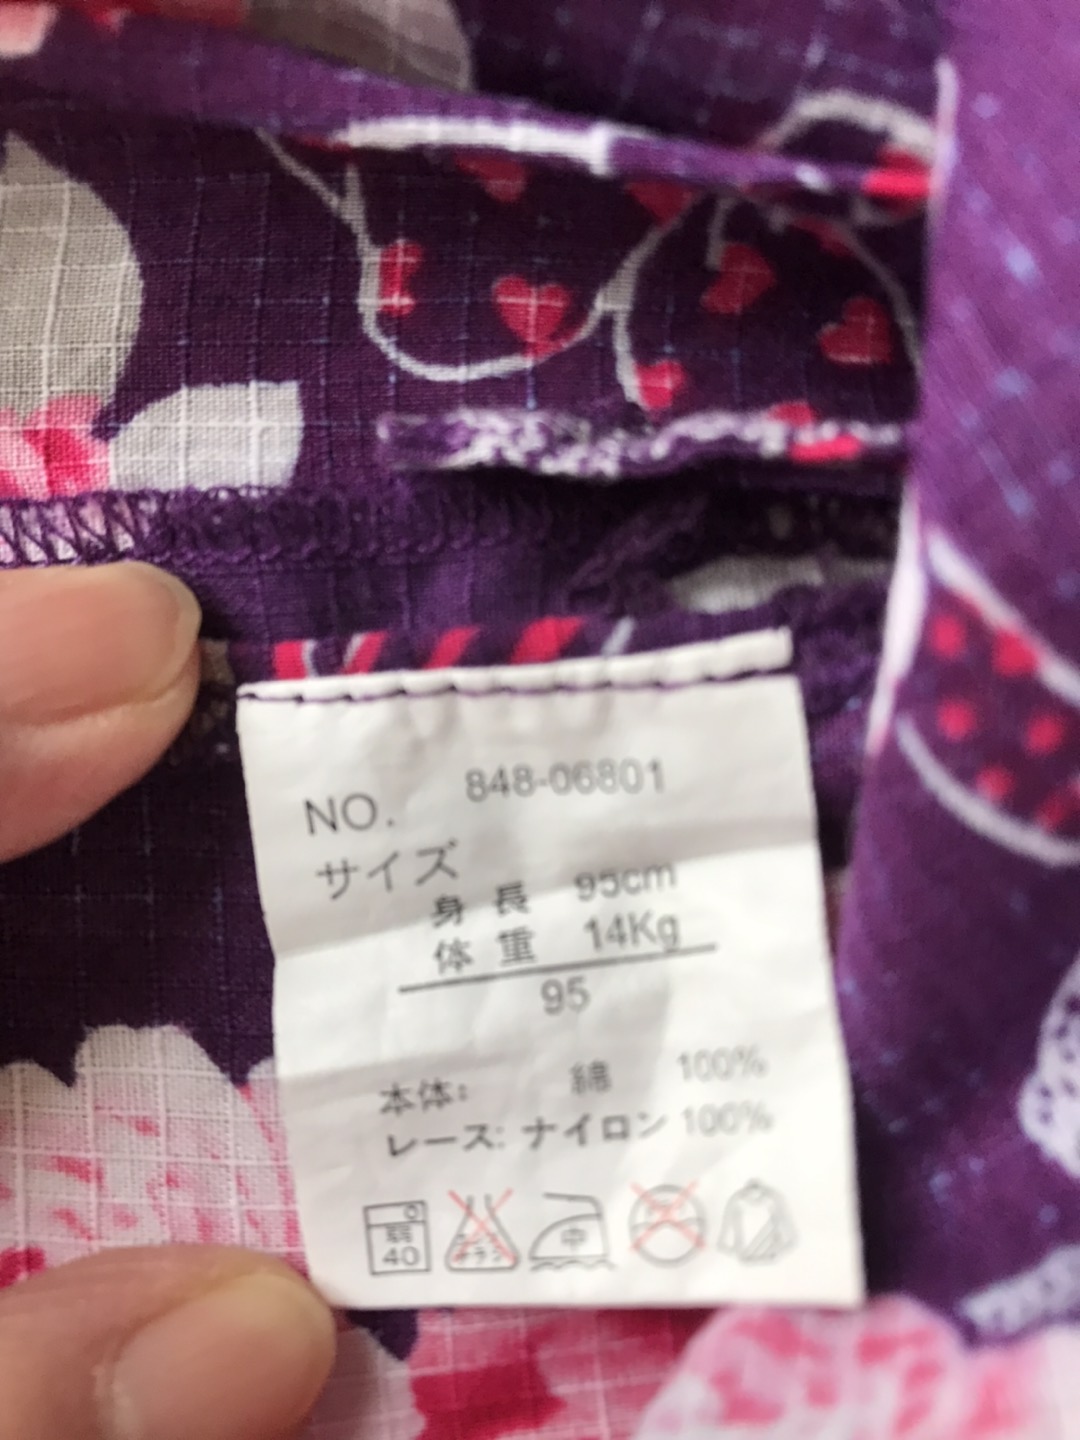 NO. 848-06801
サイズ
身長 95cm
体重 14Kg
95
本体: 綿 100%
レース: ナイロン 100%
弱
40
中